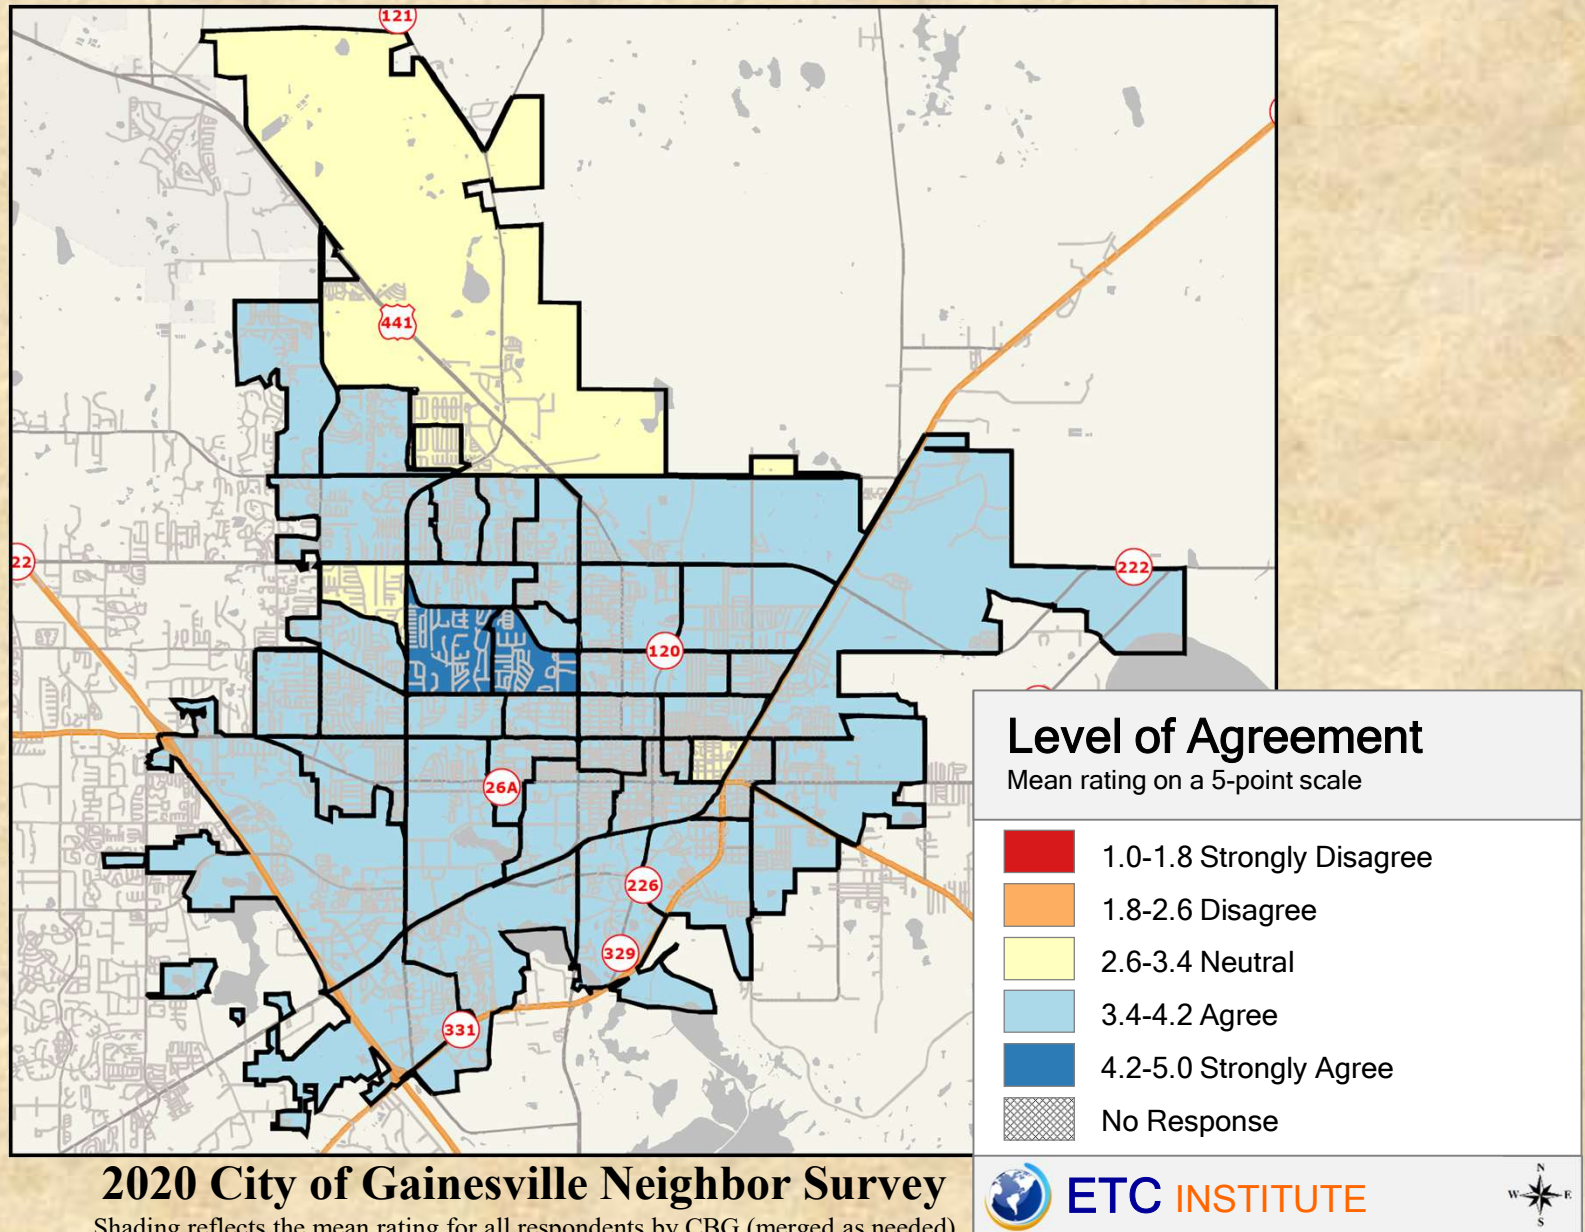 121
441
22
222
120
26A
226
329
331
Level of Agreement
Mean rating on a 5-point scale
1.0-1.8 Strongly Disagree
1.8-2.6 Disagree
2.6-3.4 Neutral
3.4-4.2 Agree
4.2-5.0 Strongly Agree
No Response
2020 City of Gainesville Neighbor Survey
Shading reflects the mean rating for all respondents by CBG (merged as needed)
ETC INSTITUTE
N
W E
S